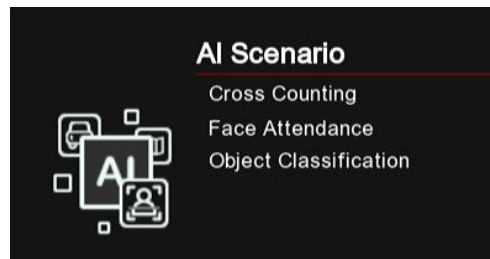 AI Scenario
Cross Counting
Face Attendance
Object Classification
AI